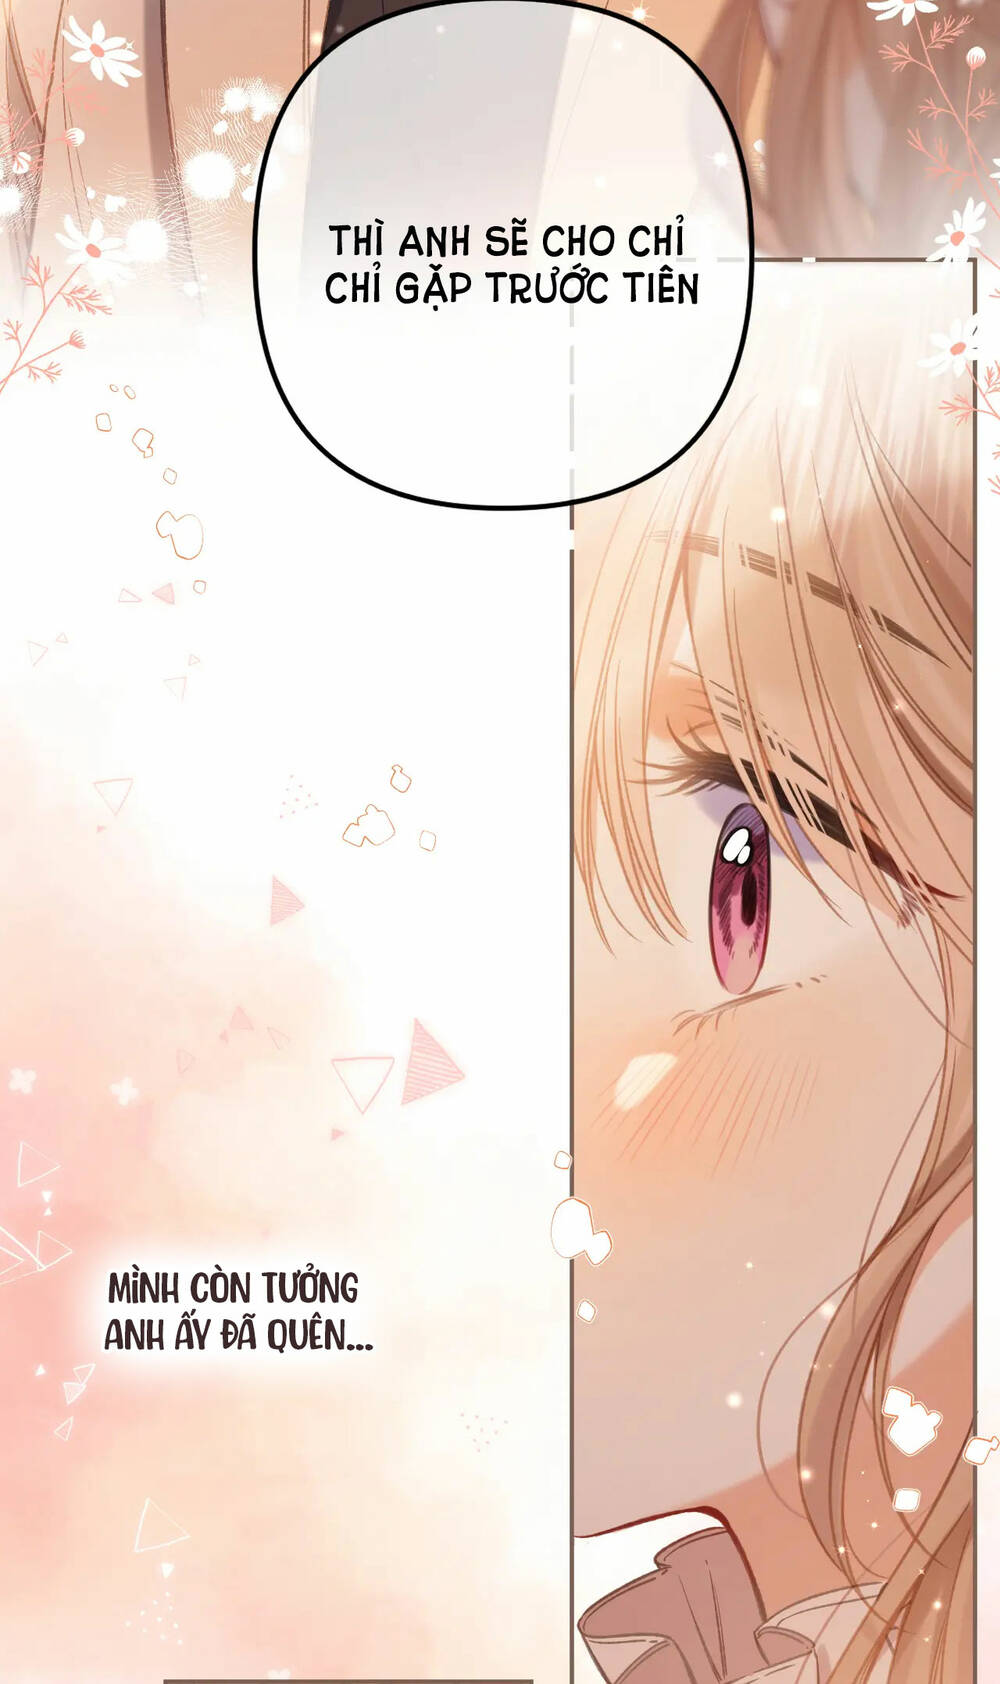 THÌ ANH SẼ CHO CHỈ
CHỈ GẶP TRƯỚC TIÊN
MÌNH CÒN TƯỞNG
ANH ẤY ĐÃ QUÊN...